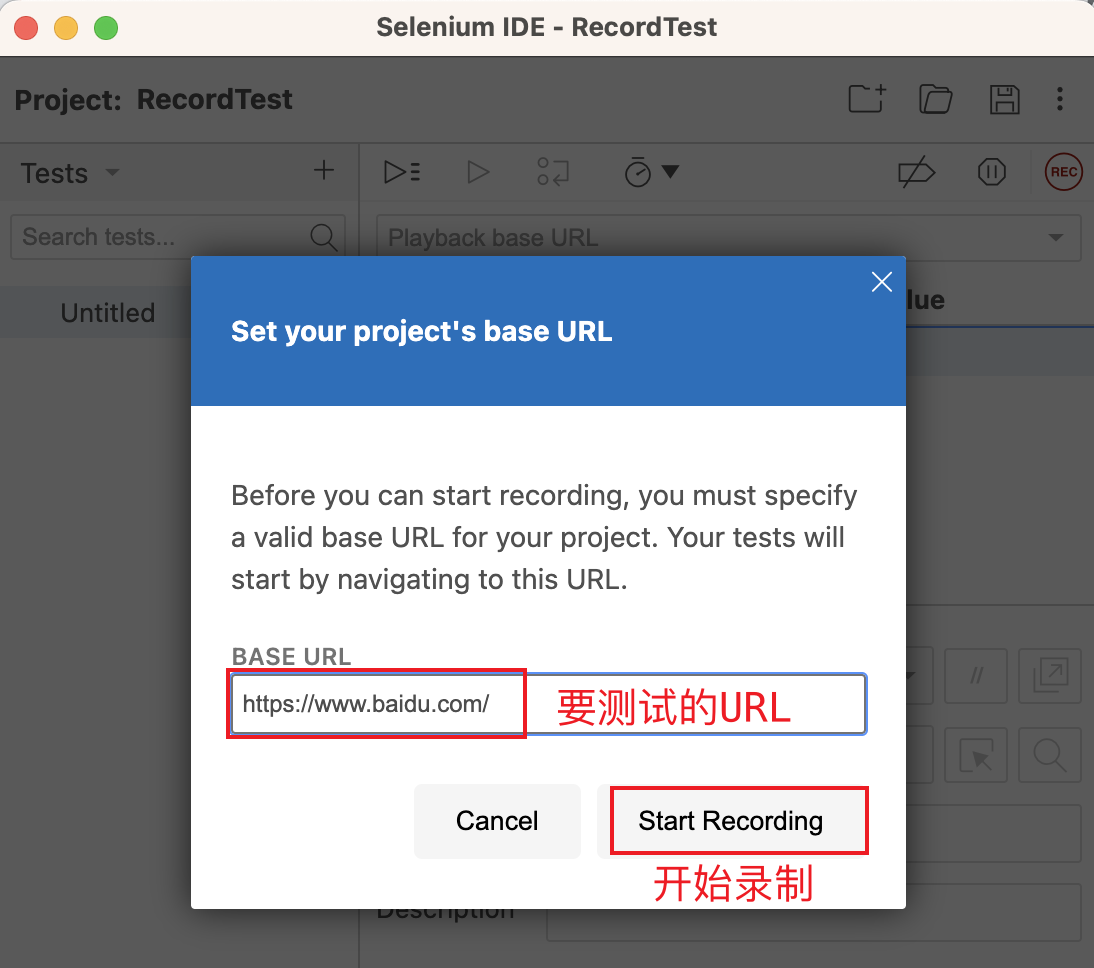 Selenium IDE - RecordTest
Project: RecordTest
Tests
REC
Search tests...
Playback base URL
Untitled
lue
Set your project's base URL
Before you can start recording, you must specify
a valid base URL for your project. Your tests will
start by navigating to this URL.
BASE URL
https://www.baidu.com/ 要测试的URL
//
Cancel Start Recording
开始录制
Description